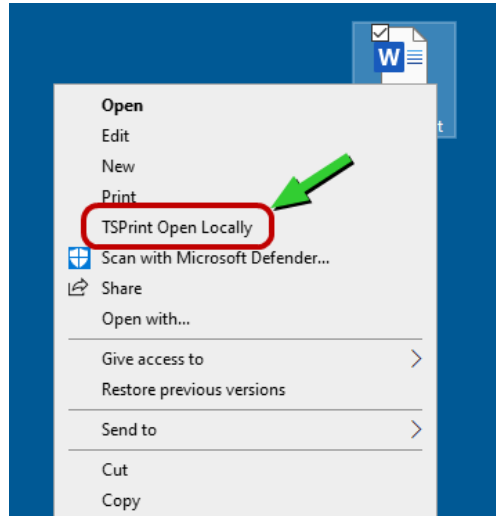 W
t
Open
Edit
New
Print
TSPrint Open Locally
Scan with Microsoft Defender...
Share
Open with...
Give access to
Restore previous versions
Send to
Cut
Copy